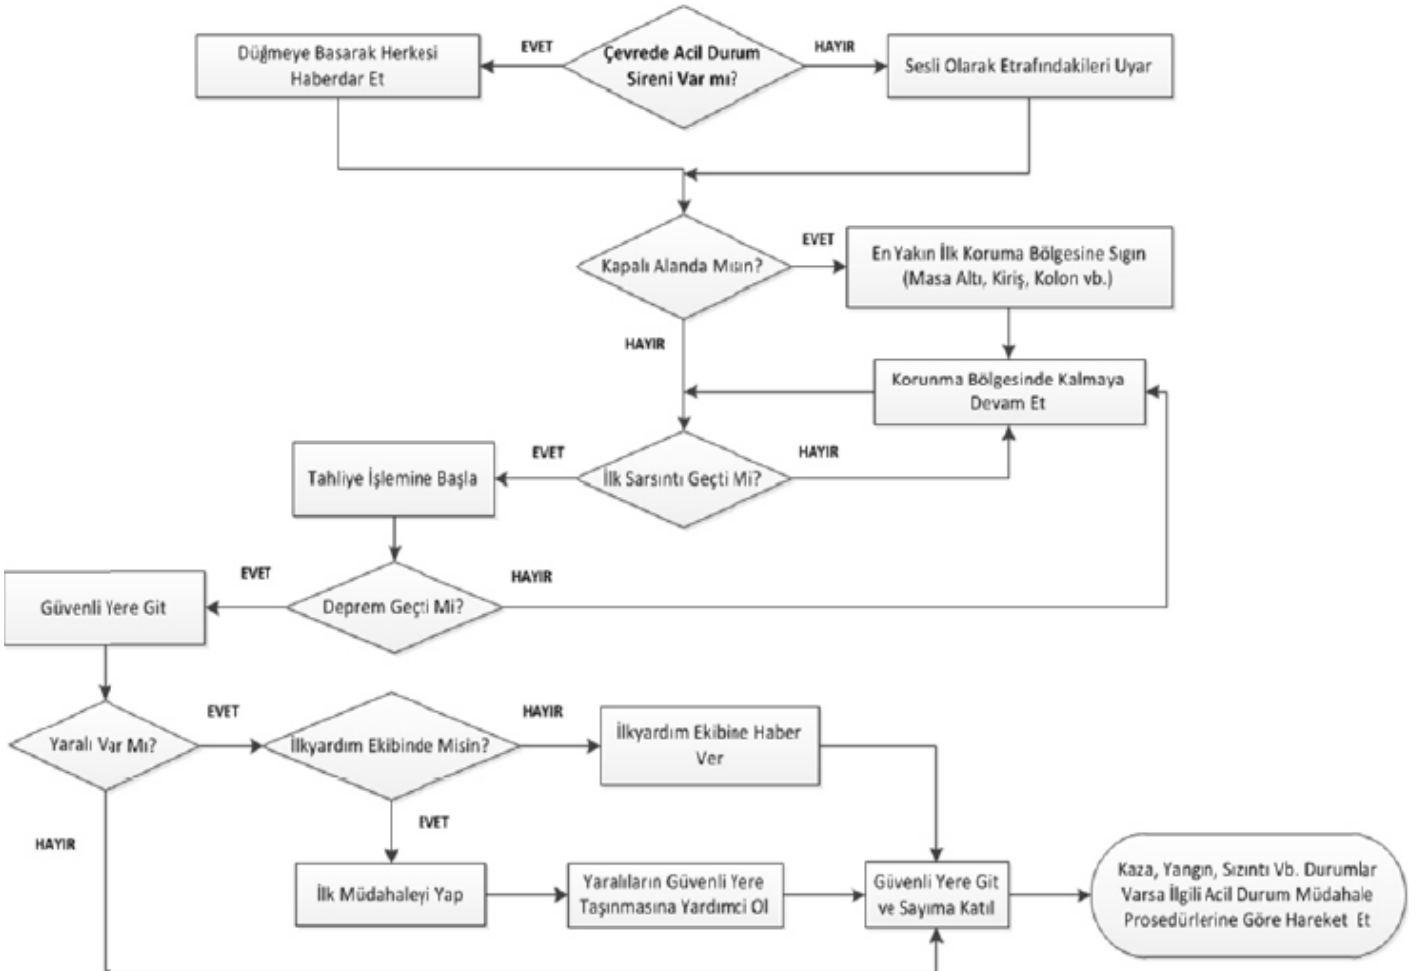 Çevrede Acil Durum
Sireni Var mı?
EVET
HAYIR
Düğmeye Basarak Herkesi
Haberdar Et
Sesli Olarak Etrafındakileri Uyar
Kapalı Alanda Mısın?
EVET
HAYIR
En Yakın İlk Koruma Bölgesine Sıgın
(Masa Altı, Kiriş, Kolon vb.)
Korunma Bölgesinde Kalmaya
Devam Et
İlk Sarsıntı Geçti Mi?
EVET
HAYIR
Tahliye İşlemine Başla
Deprem Geçti Mi?
EVET
HAYIR
Güvenli Yere Git
Yaralı Var Mı?
EVET
HAYIR
İlkyardım Ekibinde Misin?
HAYIR
EVET
İlkyardım Ekibine Haber
Ver
İlk Müdahaleyi Yap
Yaralıların Güvenli Yere
Taşınmasına Yardımci Ol
Güvenli Yere Git
ve Sayıma Katıl
Kaza, Yangın, Sızıntı Vb. Durumlar
Varsa İlgili Acil Durum Müdahale
Prosedürlerine Göre Hareket Et